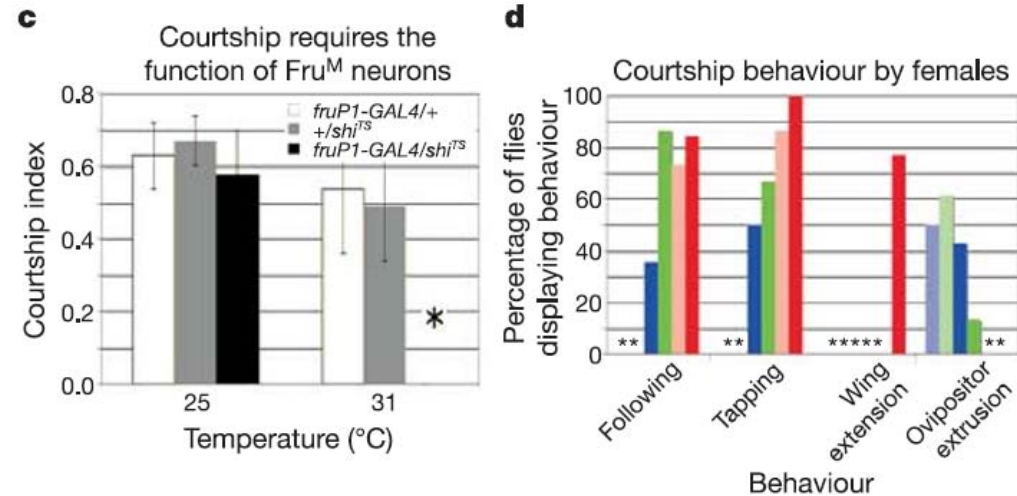 c
Courtship requires the
function of Fruᴹ neurons
fruP1-GAL4/+
+/shiᵀˢ
fruP1-GAL4/shiᵀˢ
Courtship index
0.8
0.6
0.4
0.2
0.0
*
25
31
Temperature (°C)
d
Courtship behaviour by females
Percentage of flies
displaying behaviour
100
80
60
40
20
0
** ** ***** **
Following
Tapping
Wing
extension
Ovipositor
extrusion
Behaviour